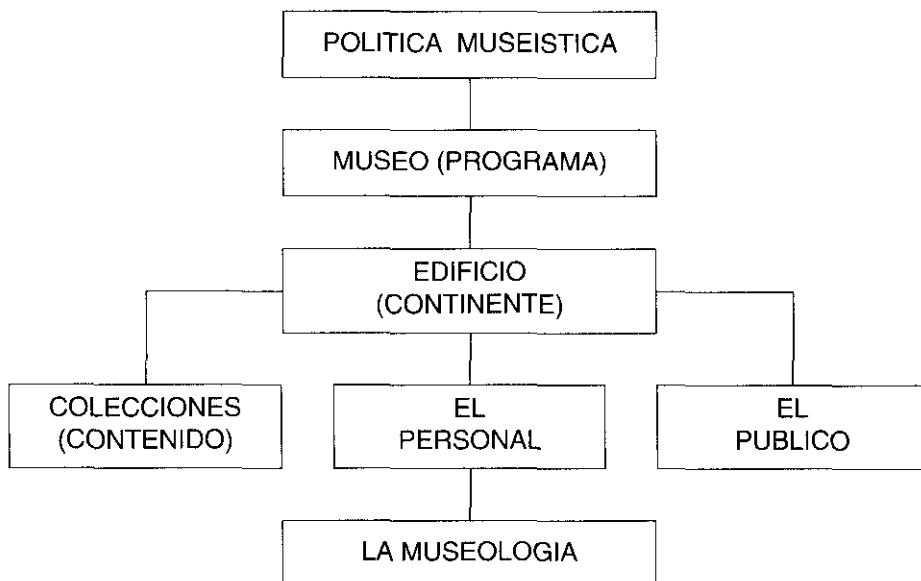 POLITICA MUSEISTICA
MUSEO (PROGRAMA)
EDIFICIO
(CONTINENTE)
COLECCIONES
(CONTENIDO)
EL
PERSONAL
EL
PUBLICO
LA MUSEOLOGIA